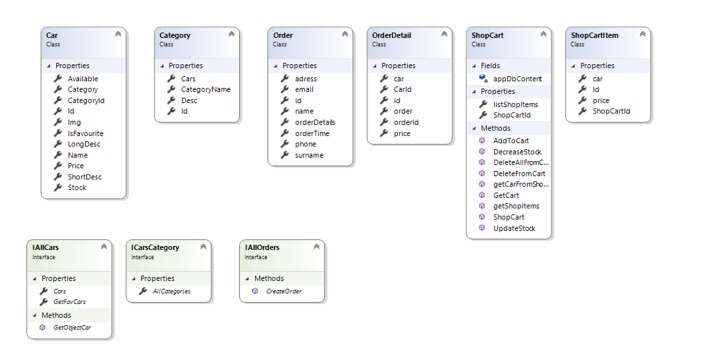 Car
Class
Properties
Available
Category
CategoryId
Id
Img
IsFavourite
LongDesc
Name
Price
ShortDesc
Stock
Category
Class
Properties
Cars
CategoryName
Desc
Id
Order
Class
Properties
adress
email
id
name
orderDetails
orderTime
phone
surname
OrderDetail
Class
Properties
car
CarId
id
order
orderId
price
ShopCart
Class
Fields
appDbContent
Properties
listShopItems
ShopCartId
Methods
AddToCart
DecreaseStock
DeleteAllFromC...
DeleteFromCart
getCarFromSho...
GetCart
getShopItems
ShopCart
UpdateStock
ShopCartItem
Class
Properties
car
Id
price
ShopCartId
IAllCars
Interface
Properties
Cars
GetFavCars
Methods
GetObjectCar
ICarsCategory
Interface
Properties
AllCategories
IAllOrders
Interface
Methods
CreateOrder